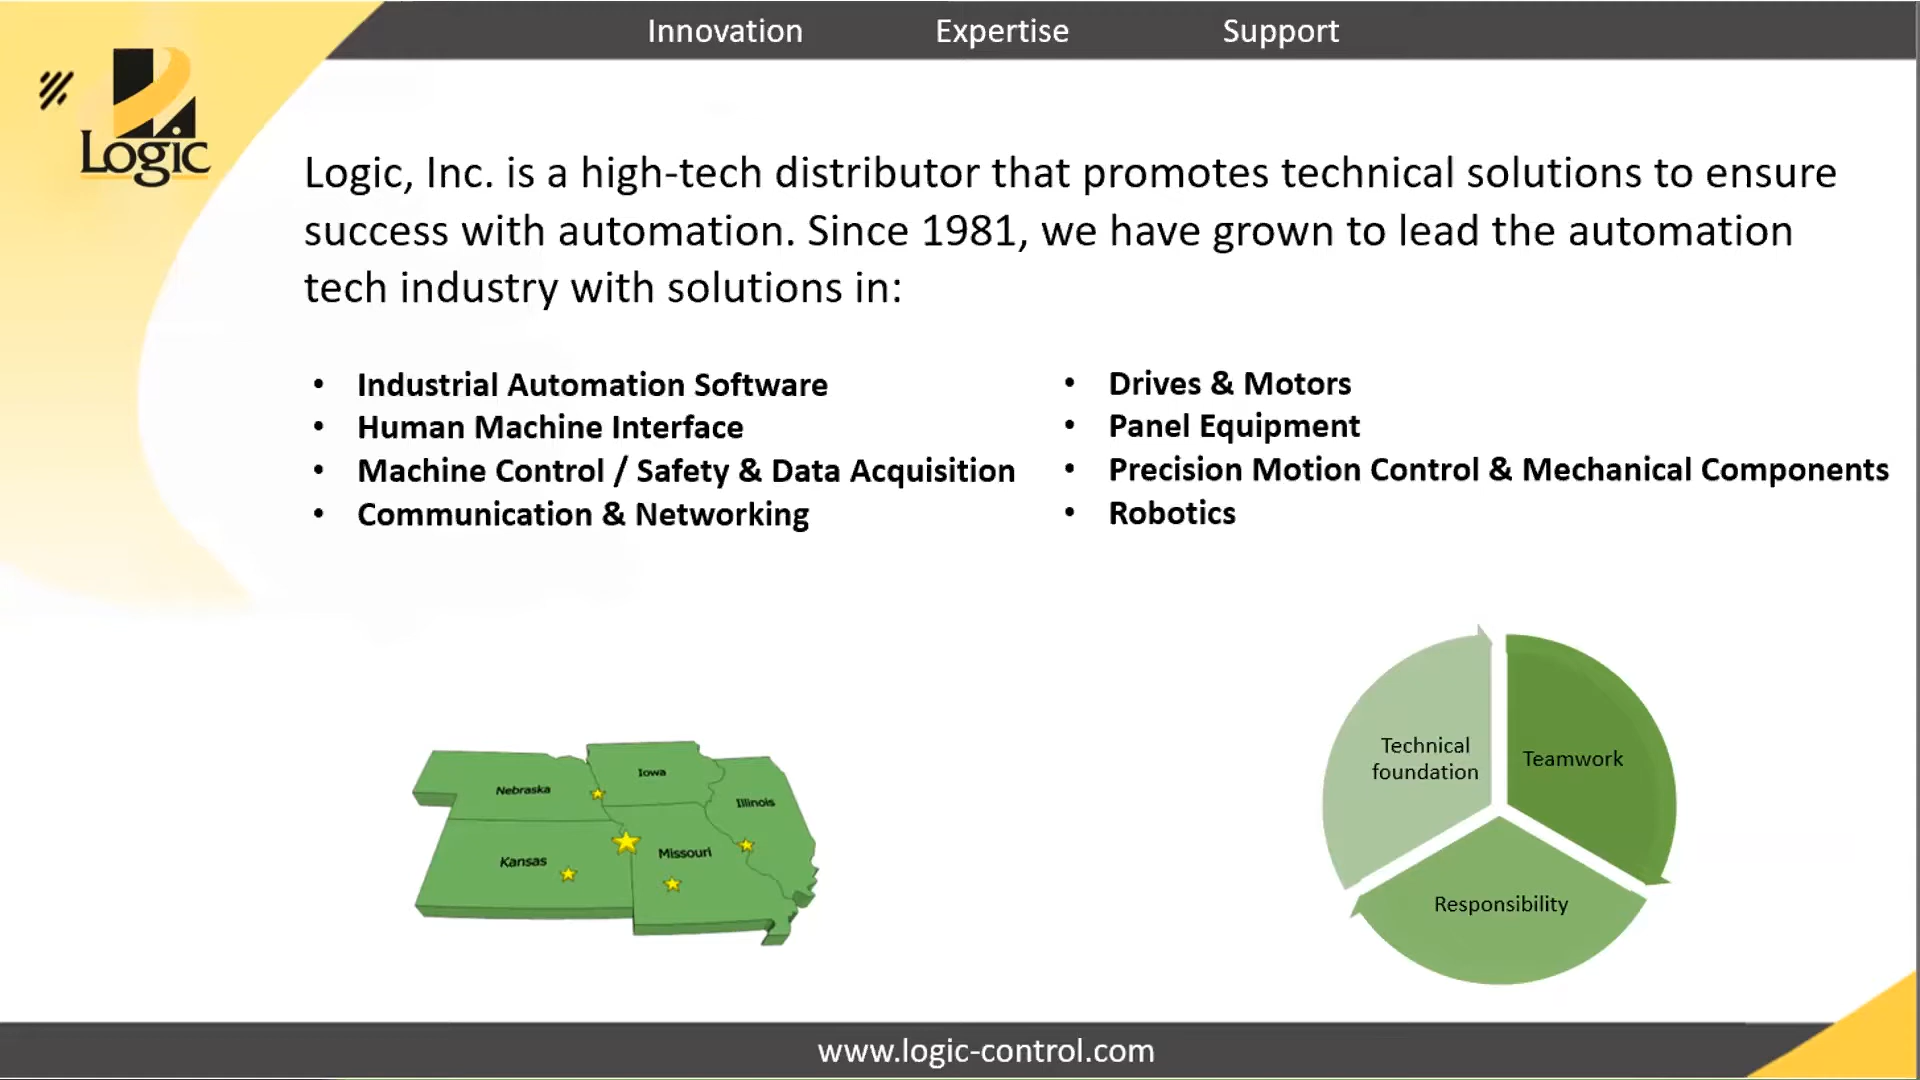 Innovation Expertise Support
Logic
Logic, Inc. is a high-tech distributor that promotes technical solutions to ensure
success with automation. Since 1981, we have grown to lead the automation
tech industry with solutions in:
• Industrial Automation Software
• Human Machine Interface
• Machine Control / Safety & Data Acquisition
• Communication & Networking
• Drives & Motors
• Panel Equipment
• Precision Motion Control & Mechanical Components
• Robotics
Nebraska
Iowa
Illinois
Kansas
Missouri
Technical
foundation
Teamwork
Responsibility
www.logic-control.com